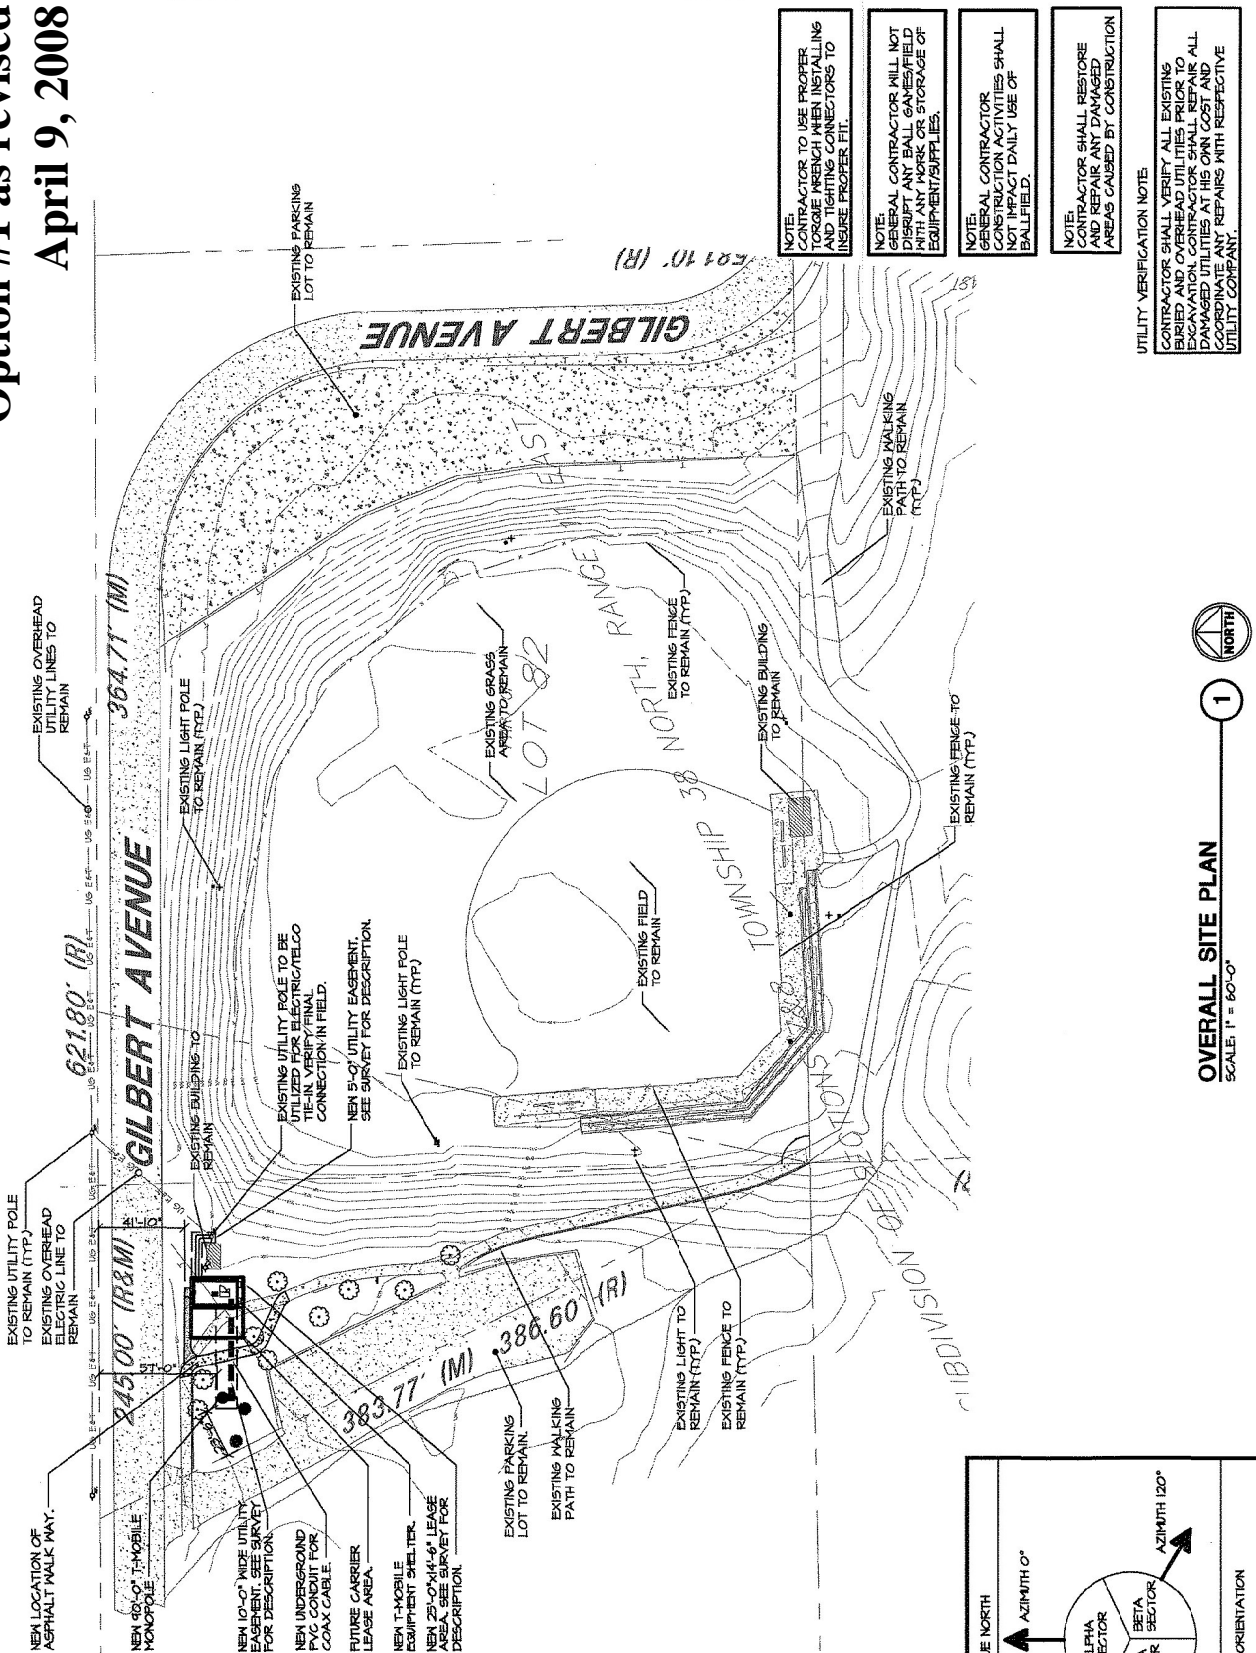 Option #1 as revised
April 9, 2008
NOTE:
CONTRACTOR TO USE PROPER
TORQUE WRENCH WHEN INSTALLING
AND TIGHTING CONNECTORS TO
INSURE PROPER FIT.
NOTE:
GENERAL CONTRACTOR WILL NOT
DISRUPT ANY BALL GAMES/FIELD
WITH ANY WORK OR STORAGE OF
EQUIPMENT/SUPPLIES.
NOTE:
GENERAL CONTRACTOR
CONSTRUCTION ACTIVITIES SHALL
NOT IMPACT DAILY USE OF
BALLFIELD.
NOTE:
CONTRACTOR SHALL RESTORE
AND REPAIR ANY DAMAGED
AREAS CAUSED BY CONSTRUCTION
UTILITY VERIFICATION NOTE:
CONTRACTOR SHALL VERIFY ALL EXISTING
BURIED AND OVERHEAD UTILITIES PRIOR TO
EXCAVATION. CONTRACTOR SHALL REPAIR ALL
DAMAGED UTILITIES AT HIS OWN COST AND
COORDINATE ANY REPAIRS WITH RESPECTIVE
UTILITY COMPANY.
EXISTING PARKING
LOT TO REMAIN
GILBERT AVENUE
581.10' (R)
EXISTING OVERHEAD
UTILITY LINES TO
REMAIN
364.71' (M)
EXISTING LIGHT POLE
TO REMAIN (TYP.)
621.80' (R)
GILBERT AVENUE
EXISTING BUILDING TO
REMAIN
EXISTING UTILITY POLE TO BE
UTILIZED FOR ELECTRIC/TELCO
TIE-IN. VERIFY FINAL
CONNECTION IN FIELD.
NEW 5'-0" UTILITY EASEMENT.
SEE SURVEY FOR DESCRIPTION.
EXISTING LIGHT POLE
TO REMAIN (TYP.)
EXISTING GRASS
AREA TO REMAIN
LOT 82
TOWNSHIP 38 NORTH, RANGE 11 EAST
EXISTING FENCE
TO REMAIN (TYP.)
EXISTING BUILDING
TO REMAIN
EXISTING FIELD
TO REMAIN
EXISTING WALKING
PATH TO REMAIN
(TYP.)
EXISTING FENCE TO
REMAIN (TYP.)
EXISTING UTILITY POLE
TO REMAIN (TYP.)
EXISTING OVERHEAD
ELECTRIC LINE TO
REMAIN
245.00' (R&M)
41'-10"
57'-0"
NEW LOCATION OF
ASPHALT WALK WAY.
NEW 90'-0" T-MOBILE
MONOPOLE
NEW 10'-0" WIDE UTILITY
EASEMENT. SEE SURVEY
FOR DESCRIPTION.
NEW UNDERGROUND
PVC CONDUIT FOR
COAX CABLE.
FUTURE CARRIER
LEASE AREA.
NEW T-MOBILE
EQUIPMENT SHELTER.
NEW 25'-0"X14'-6" LEASE
AREA. SEE SURVEY FOR
DESCRIPTION.
383.77' (M)
386.60' (R)
EXISTING PARKING
LOT TO REMAIN.
EXISTING WALKING
PATH TO REMAIN
EXISTING LIGHT TO
REMAIN (TYP.)
EXISTING FENCE TO
REMAIN (TYP.)
OF SUBDIVISION
OVERALL SITE PLAN
SCALE: 1" = 60'-0"
1
NORTH
UE NORTH
AZIMUTH 0°
AZIMUTH 120°
LPHA
ECTOR
BETA
SECTOR
ORIENTATION